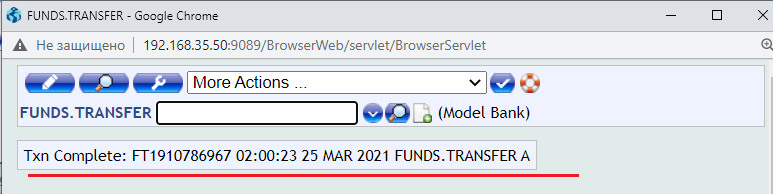 FUNDS.TRANSFER - Google Chrome
Не защищено 192.168.35.50:9089/BrowserWeb/servlet/BrowserServlet
More Actions ...
FUNDS.TRANSFER (Model Bank)
Txn Complete: FT1910786967 02:00:23 25 MAR 2021 FUNDS.TRANSFER A